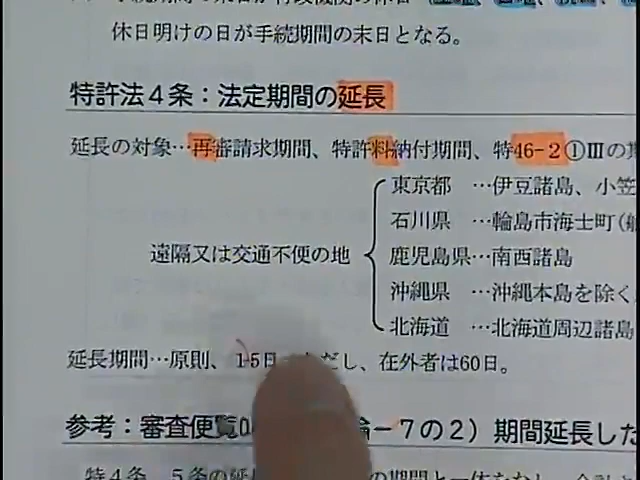 休日明けの日が手続期間の末日となる。
特許法4条：法定期間の延長
延長の対象…再審請求期間、特許料納付期間、特46－2①Ⅲの
遠隔又は交通不便の地
東京都 …伊豆諸島、小笠
石川県 …輪島市海士町
鹿児島県…南西諸島
沖縄県 …沖縄本島を除く
北海道 …北海道周辺諸島
延長期間…原則、15日 ただし、在外者は60日。
参考：審査便覧0 －7の2）期間延長した
特4条、5条の延 の期間と一体をなし、